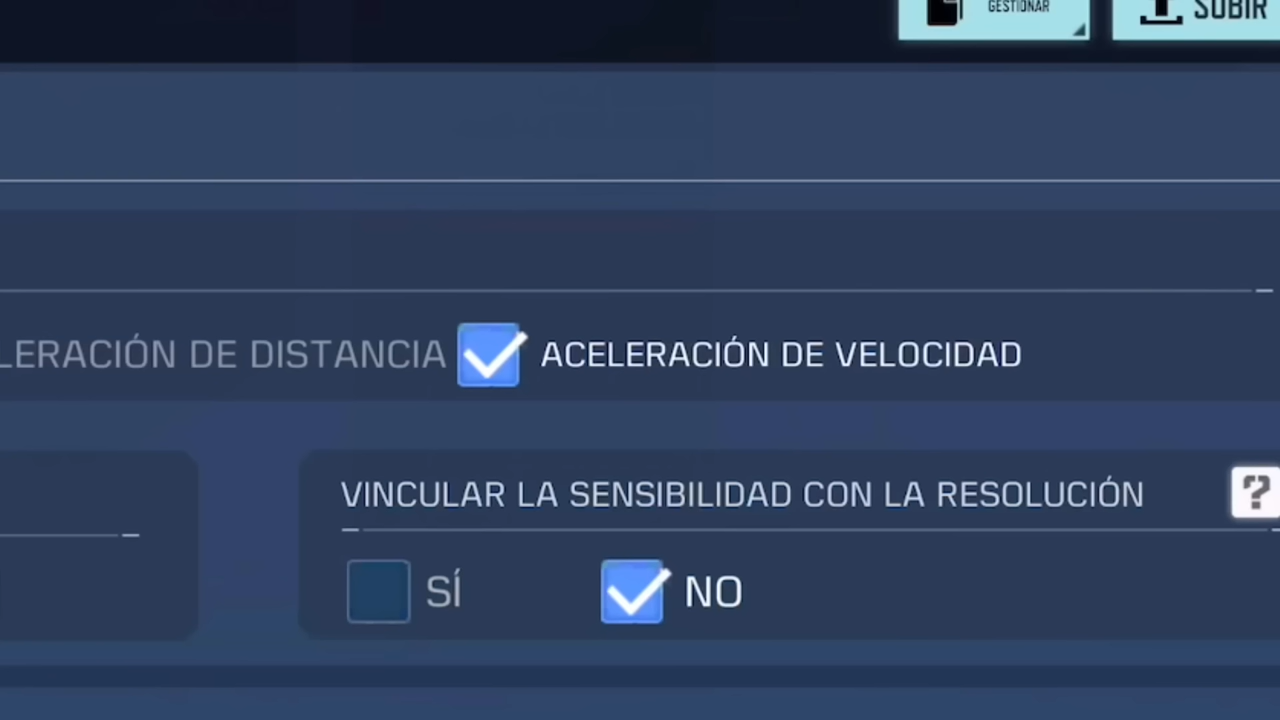 GESTIONAR
SUBIR
LERACIÓN DE DISTANCIA
ACELERACIÓN DE VELOCIDAD
VINCULAR LA SENSIBILIDAD CON LA RESOLUCIÓN
?
SÍ
NO